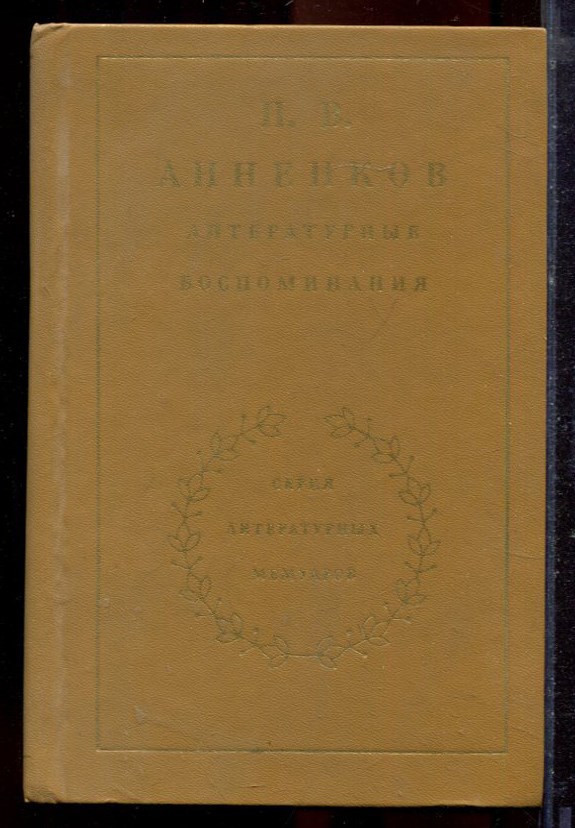 П. В.
АННЕНКОВ
ЛИТЕРАТУРНЫЕ
ВОСПОМИНАНИЯ
СЕРИЯ
ЛИТЕРАТУРНЫХ
МЕМУАРОВ